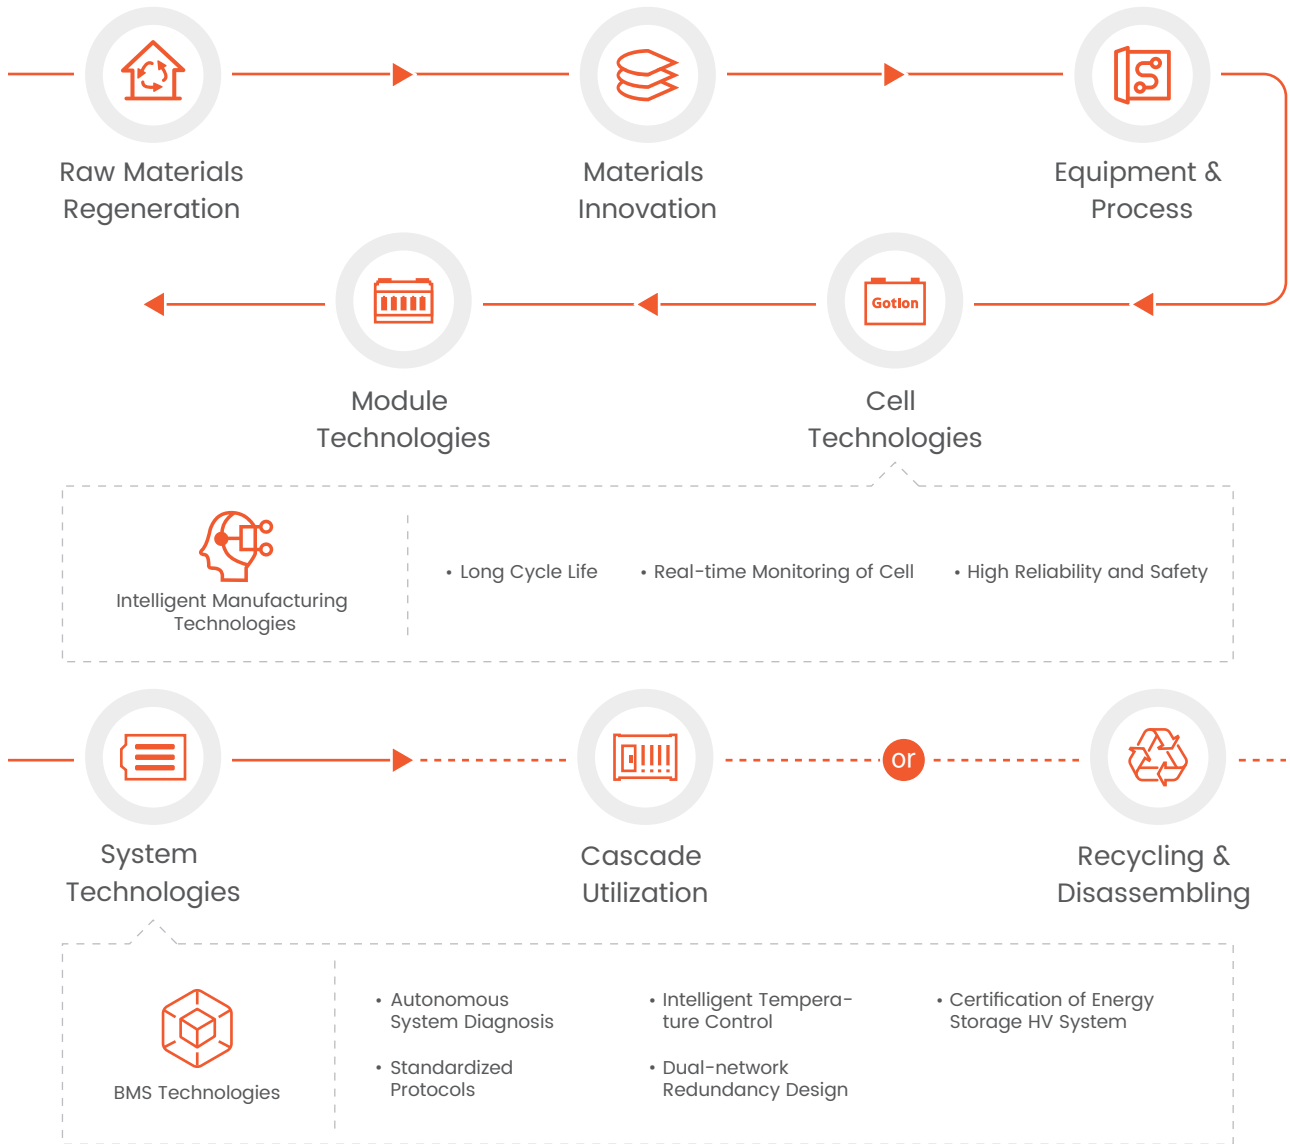 Raw Materials
Regeneration
Materials
Innovation
Equipment &
Process
Gotion
Module
Technologies
Cell
Technologies
Intelligent Manufacturing
Technologies
• Long Cycle Life
• Real-time Monitoring of Cell
• High Reliability and Safety
or
System
Technologies
Cascade
Utilization
Recycling &
Disassembling
BMS Technologies
• Autonomous
System Diagnosis
• Standardized
Protocols
• Intelligent Tempera-
ture Control
• Dual-network
Redundancy Design
• Certification of Energy
Storage HV System